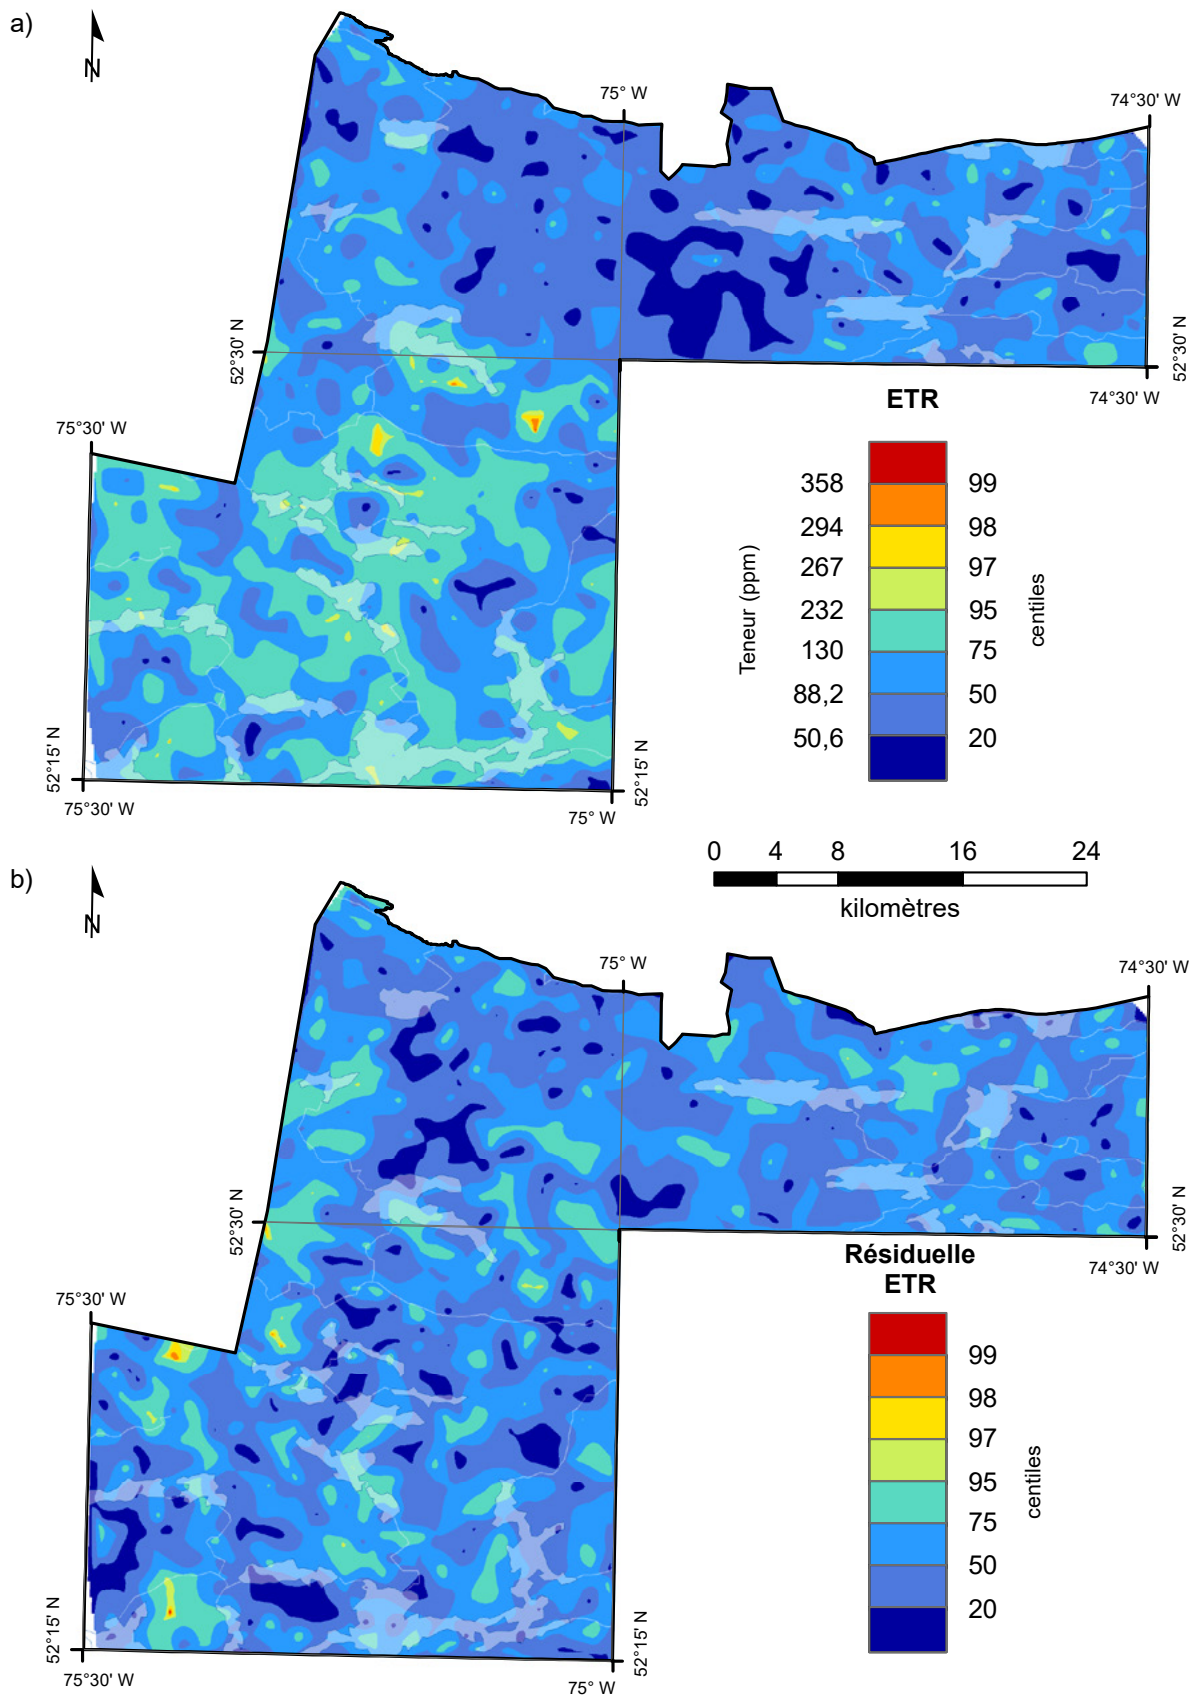 a)
N
75° W
74°30' W
52°30' N
52°30' N
74°30' W
75°30' W
ETR
358
99
294
98
267
97
232
95
130
75
88,2
50
50,6
20
Teneur (ppm)
centiles
52°15' N
52°15' N
75°30' W
75° W
0 4 8 16 24
kilomètres
b)
N
75° W
74°30' W
52°30' N
52°30' N
74°30' W
75°30' W
Résiduelle
ETR
99
98
97
95
75
50
20
centiles
52°15' N
52°15' N
75°30' W
75° W